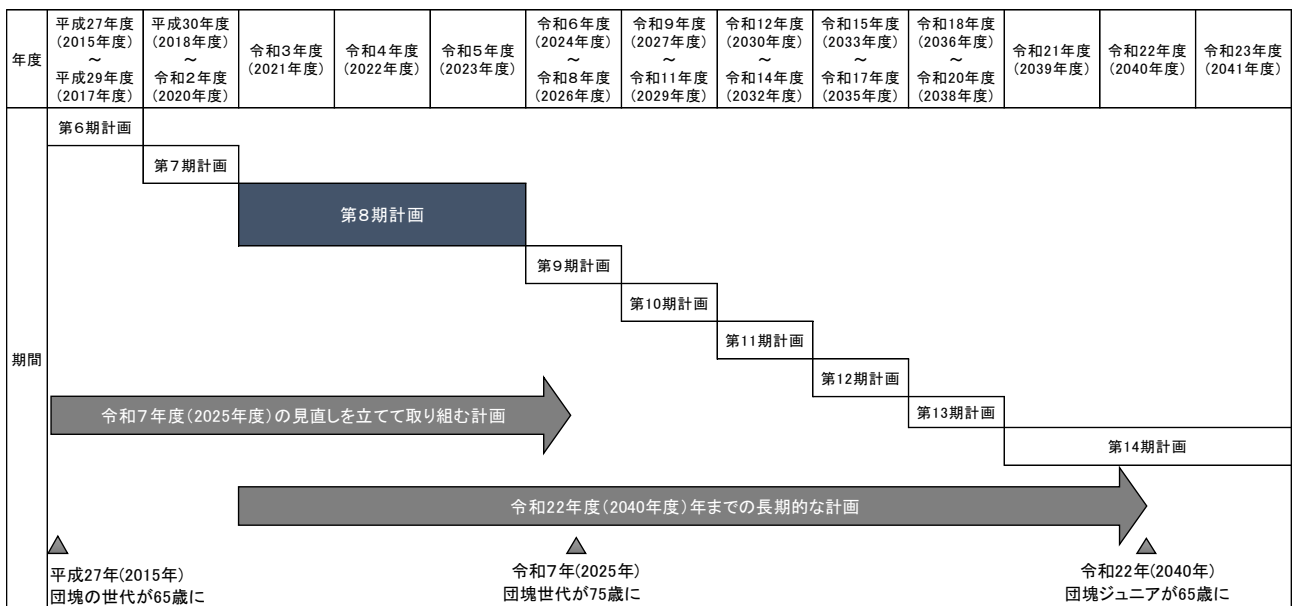 年度
平成27年度
(2015年度)
～
平成29年度
(2017年度)
平成30年度
(2018年度)
～
令和２年度
(2020年度)
令和３年度
(2021年度)
令和４年度
(2022年度)
令和５年度
(2023年度)
令和６年度
(2024年度)
～
令和８年度
(2026年度)
令和９年度
(2027年度)
～
令和11年度
(2029年度)
令和12年度
(2030年度)
～
令和14年度
(2032年度)
令和15年度
(2033年度)
～
令和17年度
(2035年度)
令和18年度
(2036年度)
～
令和20年度
(2038年度)
令和21年度
(2039年度)
令和22年度
(2040年度)
令和23年度
(2041年度)
期間
第６期計画
第７期計画
第８期計画
第９期計画
第10期計画
第11期計画
第12期計画
第13期計画
第14期計画
令和７年度（2025年度）の見直しを立てて取り組む計画
令和22年度（2040年度）年までの長期的な計画
平成27年(2015年)
団塊の世代が65歳に
令和７年(2025年)
団塊世代が75歳に
令和22年(2040年)
団塊ジュニアが65歳に